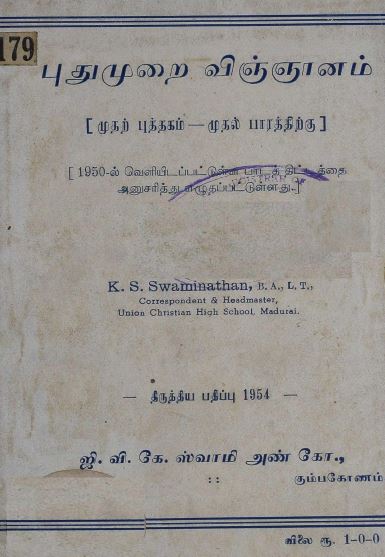 179
புதுமுறை விஞ்ஞானம்
[ முதற் புத்தகம் — முதல் பாரத்திற்கு ]
[ 1950-ல் வெளியிடப்பட்டுள்ள பாடத் திட்டத்தை
அனுசரித்து எழுதப்பட்டுள்ளது.]
K. S. Swaminathan, B. A., L. T.,
Correspondent & Headmaster,
Union Christian High School, Madurai.
— திருத்திய பதிப்பு 1954 —
ஜி. வி. கே. ஸ்வாமி அண் கோ.,
:: கும்பகோணம்
விலை ரூ. 1-0-0